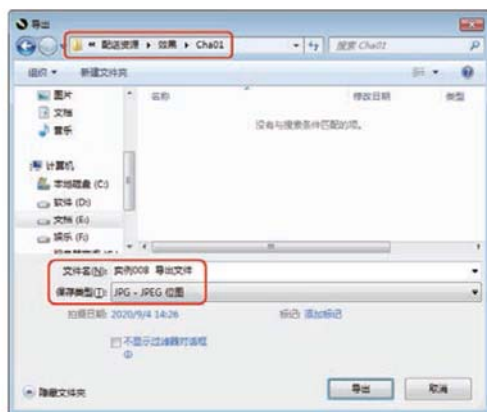 导出
« 配送资源 ▸ 效果 ▸ Cha01
搜索 Cha01
组织 ▾ 新建文件夹
图片
文档
音乐
计算机
本地磁盘 (C:)
软件 (D:)
文档 (E:)
娱乐 (F:)
名称 修改日期 类型
没有与搜索条件匹配的项。
文件名(N): 实例008 导出文件
保存类型(T): JPG - JPEG 位图
拍摄日期: 2020/9/4 14:26 标记: 添加标记
不显示过滤器对话框
隐藏文件夹 导出 取消